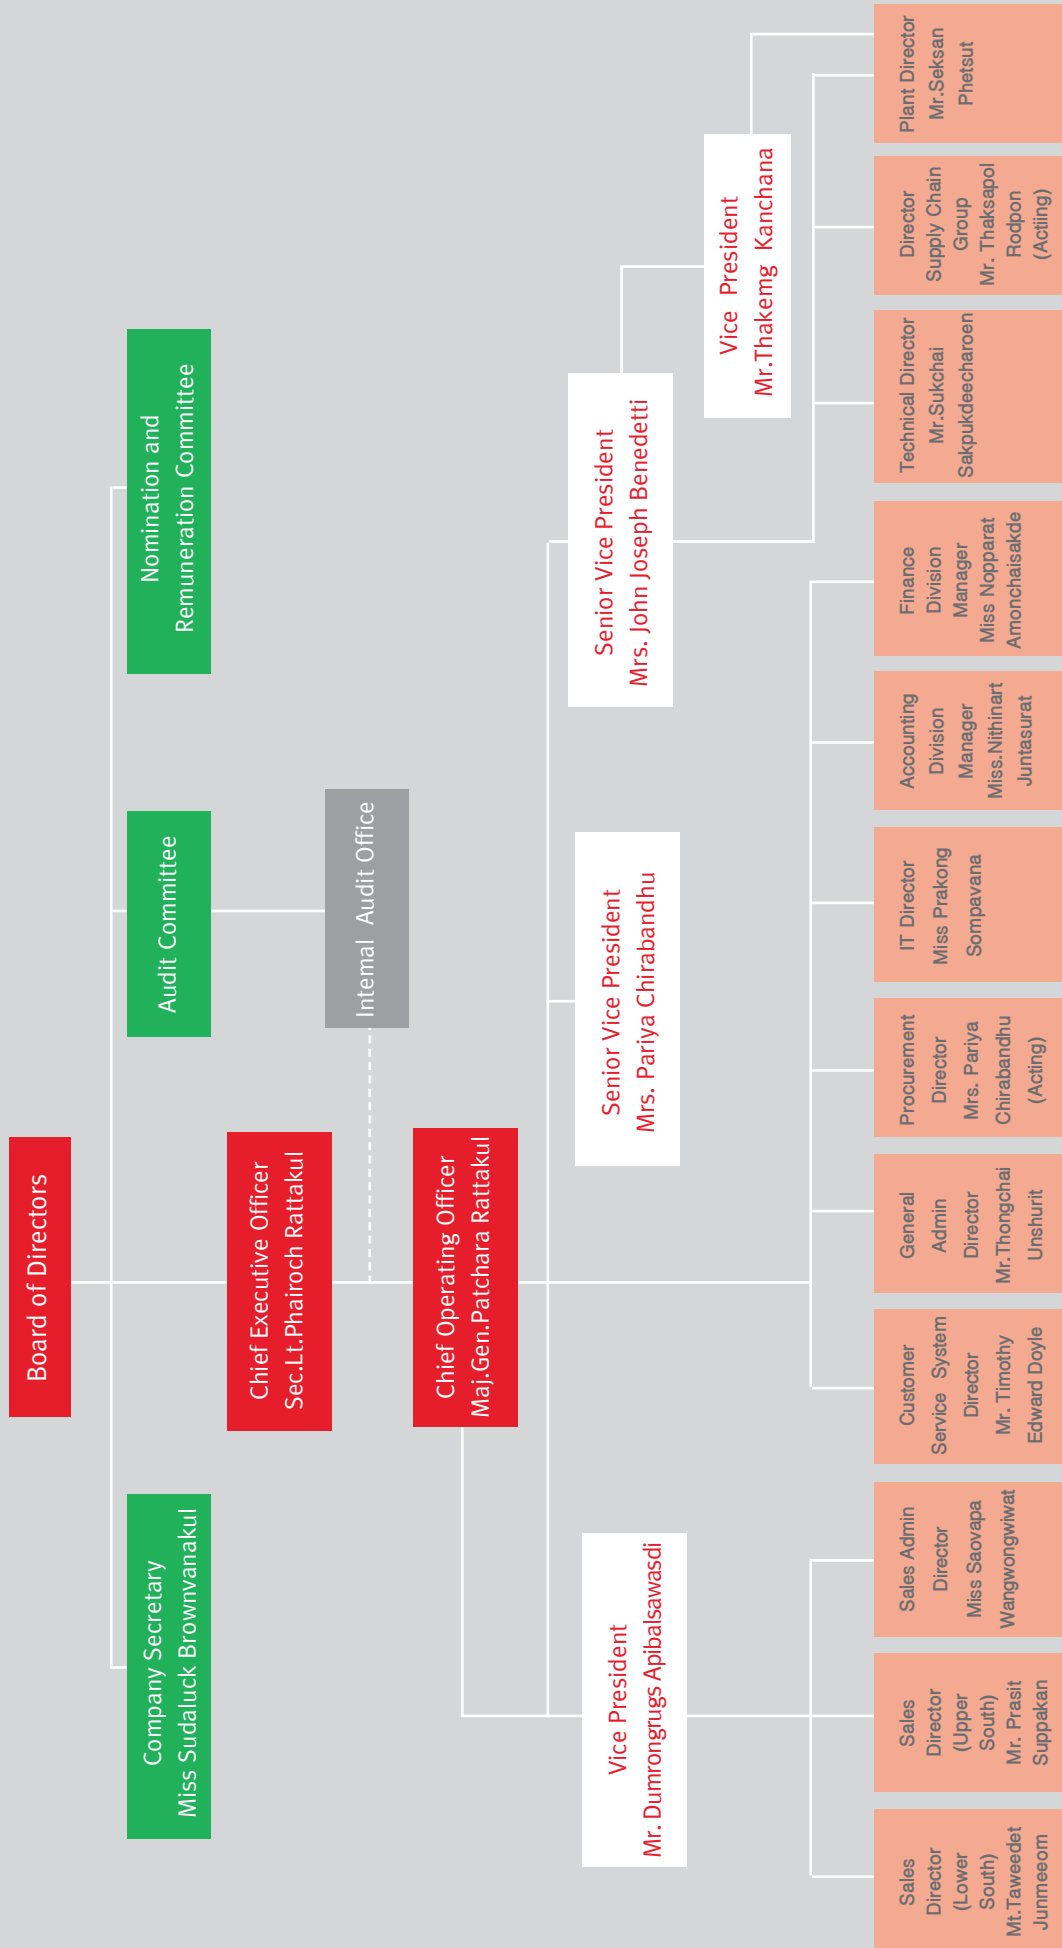 Board of Directors
Company Secretary
Miss Sudaluck Brownvanakul
Audit Committee
Nomination and
Remuneration Committee
Chief Executive Officer
Sec.Lt.Phairoch Rattakul
Internal Audit Office
Chief Operating Officer
Maj.Gen.Patchara Rattakul
Vice President
Mr. Dumrongrugs Apibalsawasdi
Senior Vice President
Mrs. Pariya Chirabandhu
Senior Vice President
Mrs. John Joseph Benedetti
Vice President
Mr.Thakemg Kanchana
Sales
Director
(Lower
South)
Mt.Taweedet
Junmeeom
Sales
Director
(Upper
South)
Mr. Prasit
Suppakan
Sales Admin
Director
Miss Saovapa
Wangwongwiwat
Customer
Service System
Director
Mr. Timothy
Edward Doyle
General
Admin
Director
Mr.Thongchai
Unshurit
Procurement
Director
Mrs. Pariya
Chirabandhu
(Acting)
IT Director
Miss Prakong
Sompavana
Accounting
Division
Manager
Miss.Nithinart
Juntasurat
Finance
Division
Manager
Miss Nopparat
Amonchaisakde
Technical Director
Mr.Sukchai
Sakpukdeecharoen
Director
Supply Chain
Group
Mr. Thaksapol
Rodpon
(Actiing)
Plant Director
Mr.Seksan
Phetsut